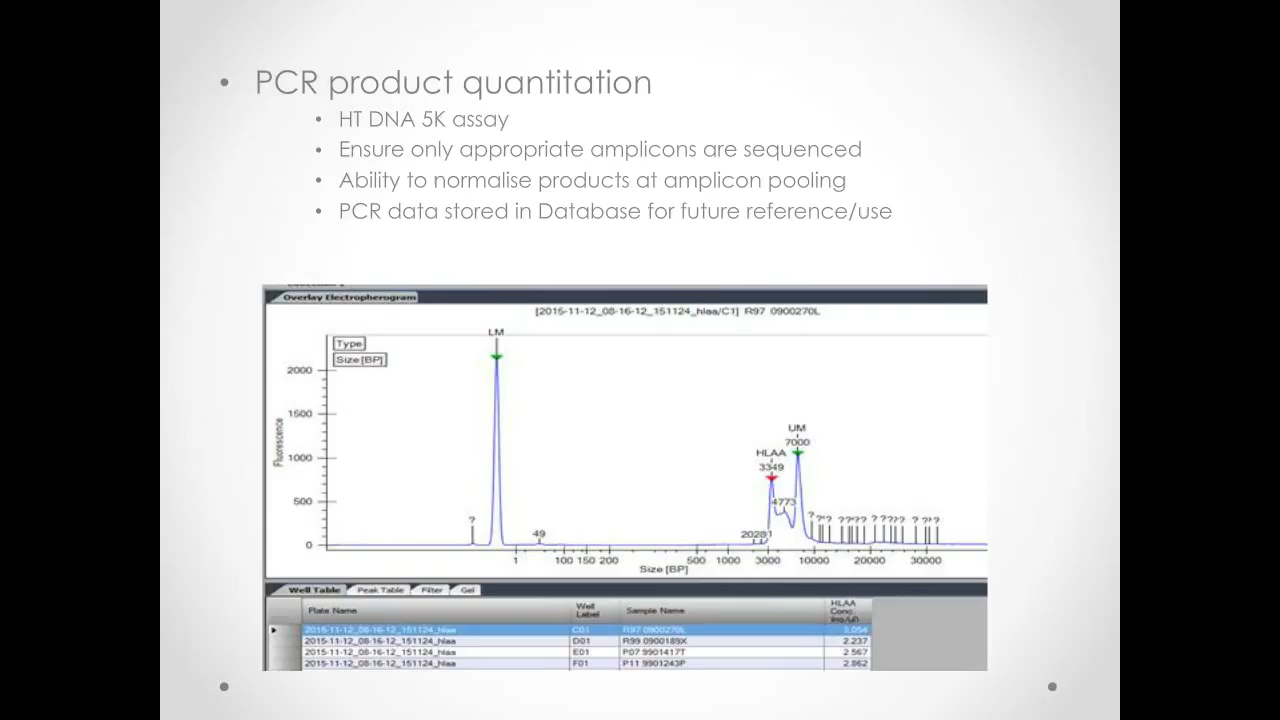 • PCR product quantitation
• HT DNA 5K assay
• Ensure only appropriate amplicons are sequenced
• Ability to normalise products at amplicon pooling
• PCR data stored in Database for future reference/use
Overlay Electropherogram
[2015-11-12_08-16-12_151124_hlaa/C1] R97 0900270L
LM
Type
Size [BP]
2000
1500
1000
500
0
Fluorescence
UM
7000
HLAA
3349
4773
? 49 ? ? ? ? ? ? ? ? ? ? ? ? ? ? ? ?
1 100 150 200 500 1000 3000 10000 20000 30000
Size [BP]
Well Table Peak Table Filter Gel
Plate Name Well Label Sample Name HLAA Conc.
2015-11-12_08-16-12_151124_hlaa C01 R97 0900270L 3.054
2015-11-12_08-16-12_151124_hlaa D01 R99 0900189X 2.237
2015-11-12_08-16-12_151124_hlaa E01 P07 9901417T 2.567
2015-11-12_08-16-12_151124_hlaa F01 P11 9901243P 2.862